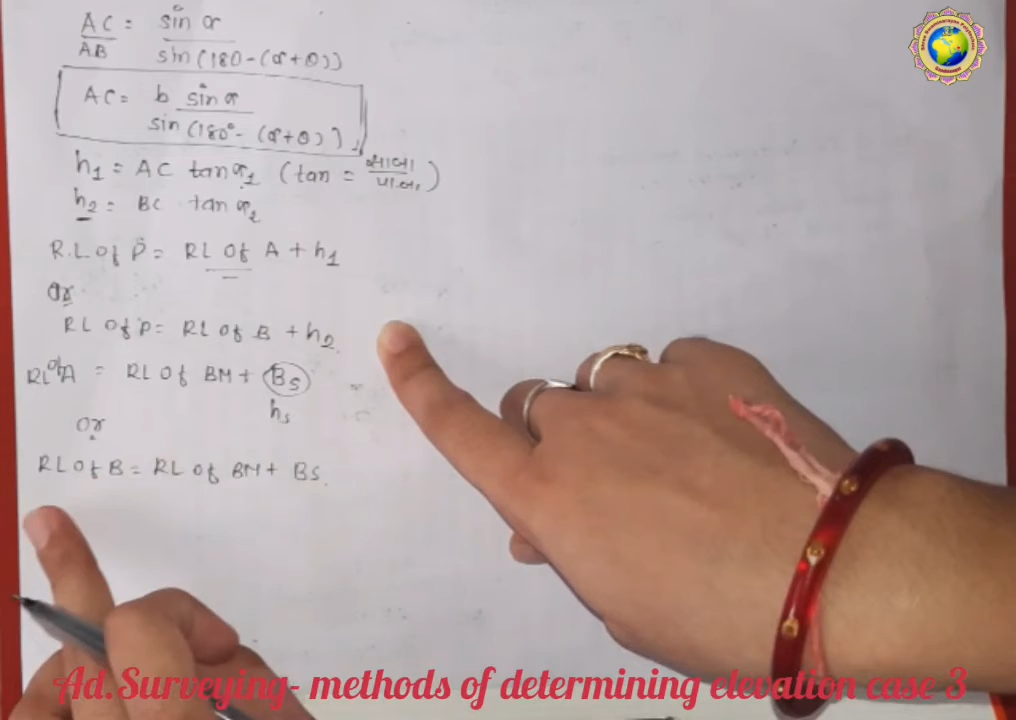 AC = sin α
AB sin (180 - (α + θ))
AC = b sin α
sin (180° - (α + θ))
h1 = AC tan α1 (tan = સાબા / પાબા)
h2 = BC tan α2
R.L of P = RL of A + h1
or
RL of P = RL of B + h2.
RL of A = RL of BM + BS
hs
or
RL of B = RL of BM + BS.
Ad.Surveying- methods of determining elevation case 3